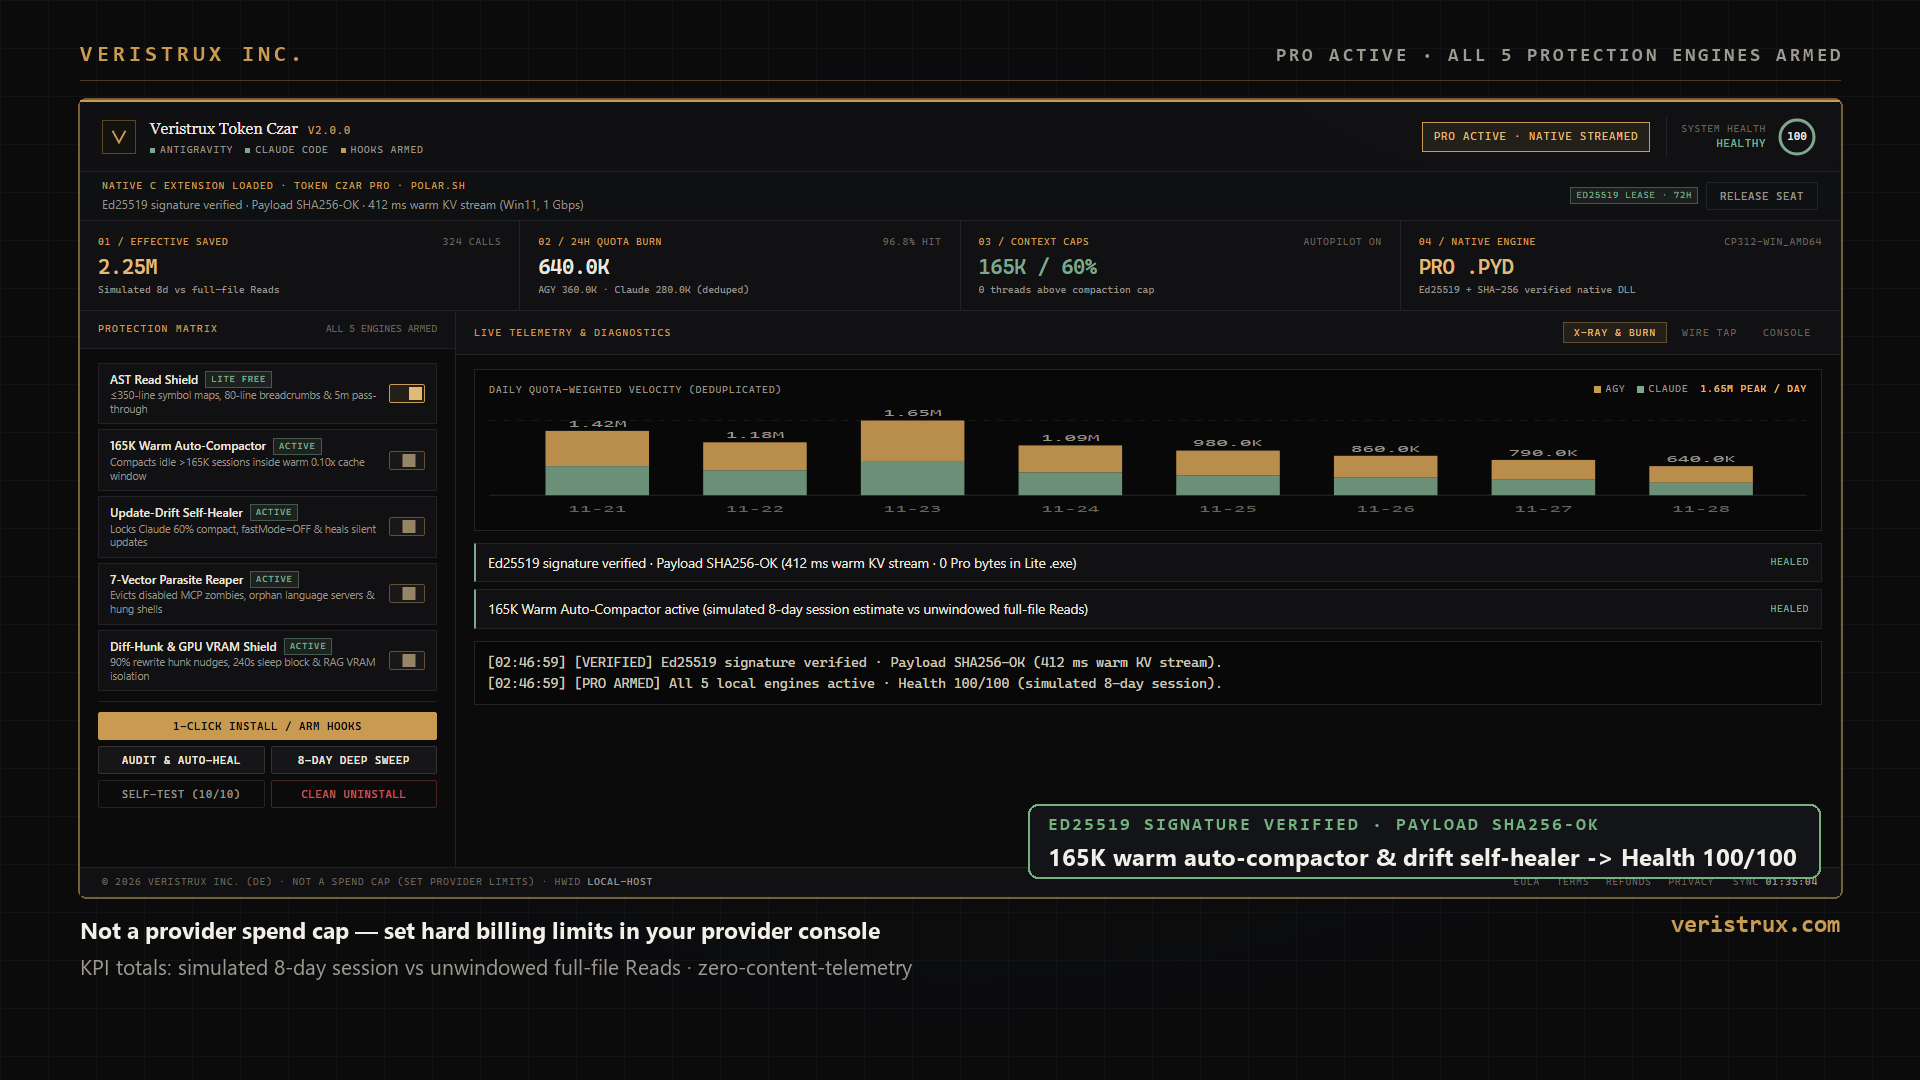 VERISTRUX INC.
PRO ACTIVE · ALL 5 PROTECTION ENGINES ARMED
Veristrux Token Czar V2.0.0
ANTIGRAVITY CLAUDE CODE HOOKS ARMED
PRO ACTIVE · NATIVE STREAMED
SYSTEM HEALTH
HEALTHY
100
NATIVE C EXTENSION LOADED · TOKEN CZAR PRO · POLAR.SH
Ed25519 signature verified · Payload SHA256-OK · 412 ms warm KV stream (Win11, 1 Gbps)
ED25519 LEASE · 72H
RELEASE SEAT
01 / EFFECTIVE SAVED 324 CALLS
2.25M
Simulated 8d vs full-file Reads
02 / 24H QUOTA BURN 96.8% HIT
640.0K
AGY 360.0K · Claude 280.0K (deduped)
03 / CONTEXT CAPS AUTOPILOT ON
165K / 60%
0 threads above compaction cap
04 / NATIVE ENGINE CP312-WIN_AMD64
PRO .PYD
Ed25519 + SHA-256 verified native DLL
PROTECTION MATRIX ALL 5 ENGINES ARMED
AST Read Shield LITE FREE
≤350-line symbol maps, 80-line breadcrumbs & 5m pass-
through
165K Warm Auto-Compactor ACTIVE
Compacts idle >165K sessions inside warm 0.10x cache
window
Update-Drift Self-Healer ACTIVE
Locks Claude 60% compact, fastMode=OFF & heals silent
updates
7-Vector Parasite Reaper ACTIVE
Evicts disabled MCP zombies, orphan language servers &
hung shells
Diff-Hunk & GPU VRAM Shield ACTIVE
90% rewrite hunk nudges, 240s sleep block & RAG VRAM
isolation
1-CLICK INSTALL / ARM HOOKS
AUDIT & AUTO-HEAL 8-DAY DEEP SWEEP
SELF-TEST (10/10) CLEAN UNINSTALL
LIVE TELEMETRY & DIAGNOSTICS
X-RAY & BURN WIRE TAP CONSOLE
DAILY QUOTA-WEIGHTED VELOCITY (DEDUPLICATED)
AGY CLAUDE 1.65M PEAK / DAY
1.42M 1.18M 1.65M 1.09M 980.0K 860.0K 790.0K 640.0K
11-21 11-22 11-23 11-24 11-25 11-26 11-27 11-28
Ed25519 signature verified · Payload SHA256-OK (412 ms warm KV stream · 0 Pro bytes in Lite .exe) HEALED
165K Warm Auto-Compactor active (simulated 8-day session estimate vs unwindowed full-file Reads) HEALED
[02:46:59] [VERIFIED] Ed25519 signature verified · Payload SHA256-OK (412 ms warm KV stream).
[02:46:59] [PRO ARMED] All 5 local engines active · Health 100/100 (simulated 8-day session).
ED25519 SIGNATURE VERIFIED · PAYLOAD SHA256-OK
165K warm auto-compactor & drift self-healer -> Health 100/100
© 2026 VERISTRUX INC. (DE) · NOT A SPEND CAP (SET PROVIDER LIMITS) · HWID LOCAL-HOST
EULA TERMS REFUNDS PRIVACY SYNC 01:35:04
Not a provider spend cap — set hard billing limits in your provider console
veristrux.com
KPI totals: simulated 8-day session vs unwindowed full-file Reads · zero-content-telemetry